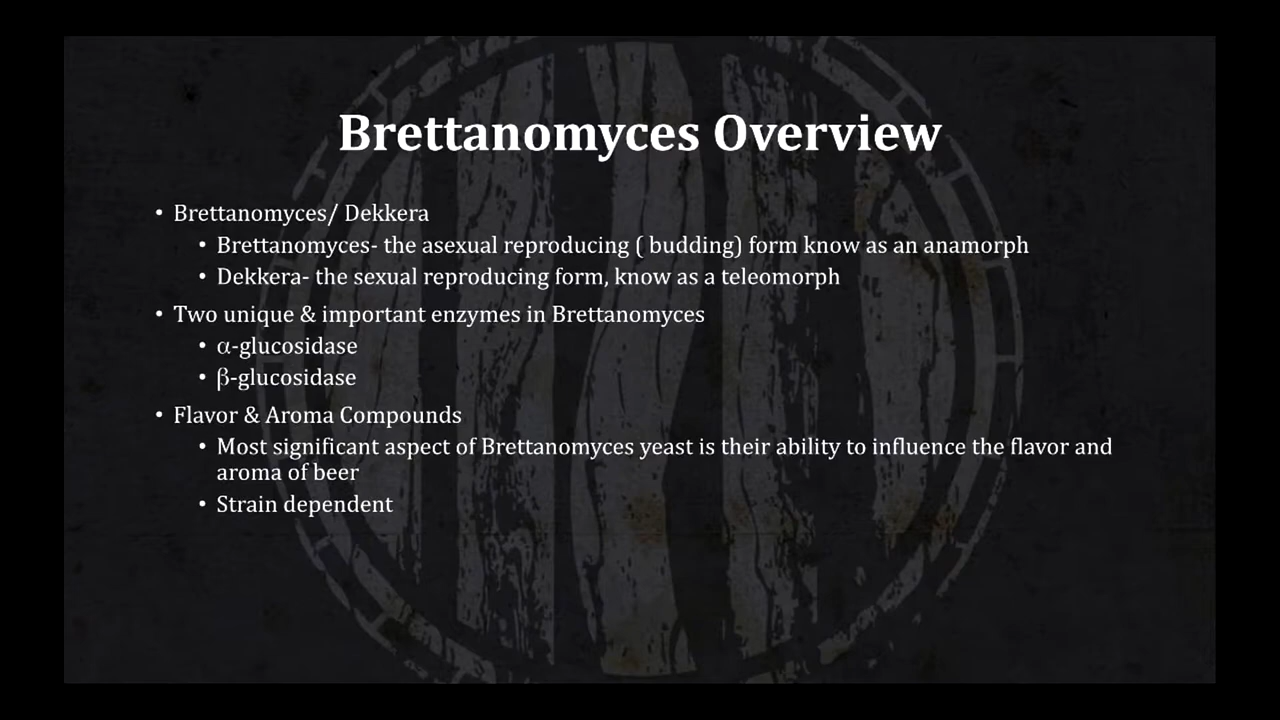 Brettanomyces Overview
• Brettanomyces/ Dekkera
• Brettanomyces- the asexual reproducing ( budding) form know as an anamorph
• Dekkera- the sexual reproducing form, know as a teleomorph
• Two unique & important enzymes in Brettanomyces
• α-glucosidase
• β-glucosidase
• Flavor & Aroma Compounds
• Most significant aspect of Brettanomyces yeast is their ability to influence the flavor and
aroma of beer
• Strain dependent